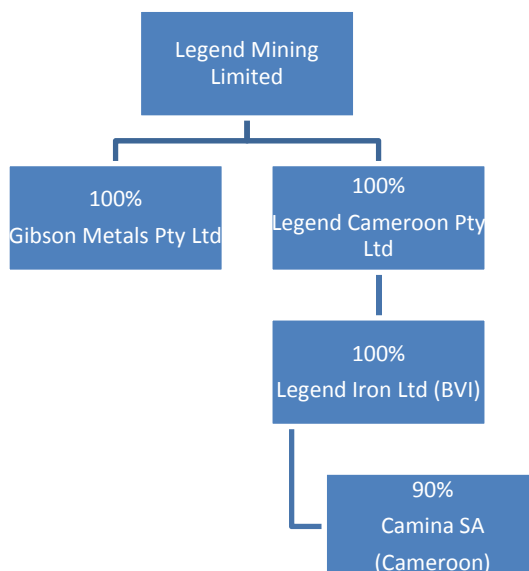 Legend Mining
Limited
100%
Gibson Metals Pty Ltd
100%
Legend Cameroon Pty
Ltd
100%
Legend Iron Ltd (BVI)
90%
Camina SA
(Cameroon)